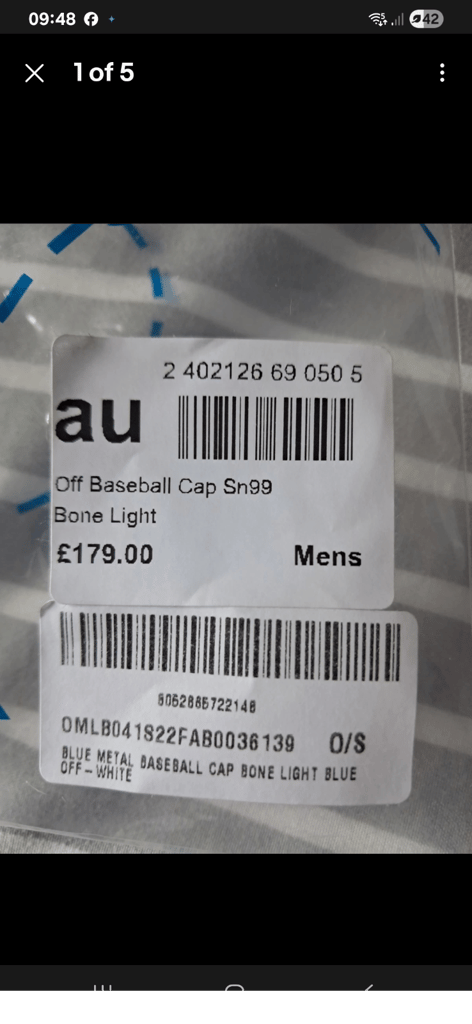 09:48
42
1 of 5
2 402126 69 050 5
au
Off Baseball Cap Sn99
Bone Light
£179.00 Mens
8052865722148
OMLB041S22FAB0036139 O/S
BLUE METAL BASEBALL CAP BONE LIGHT BLUE
OFF-WHITE